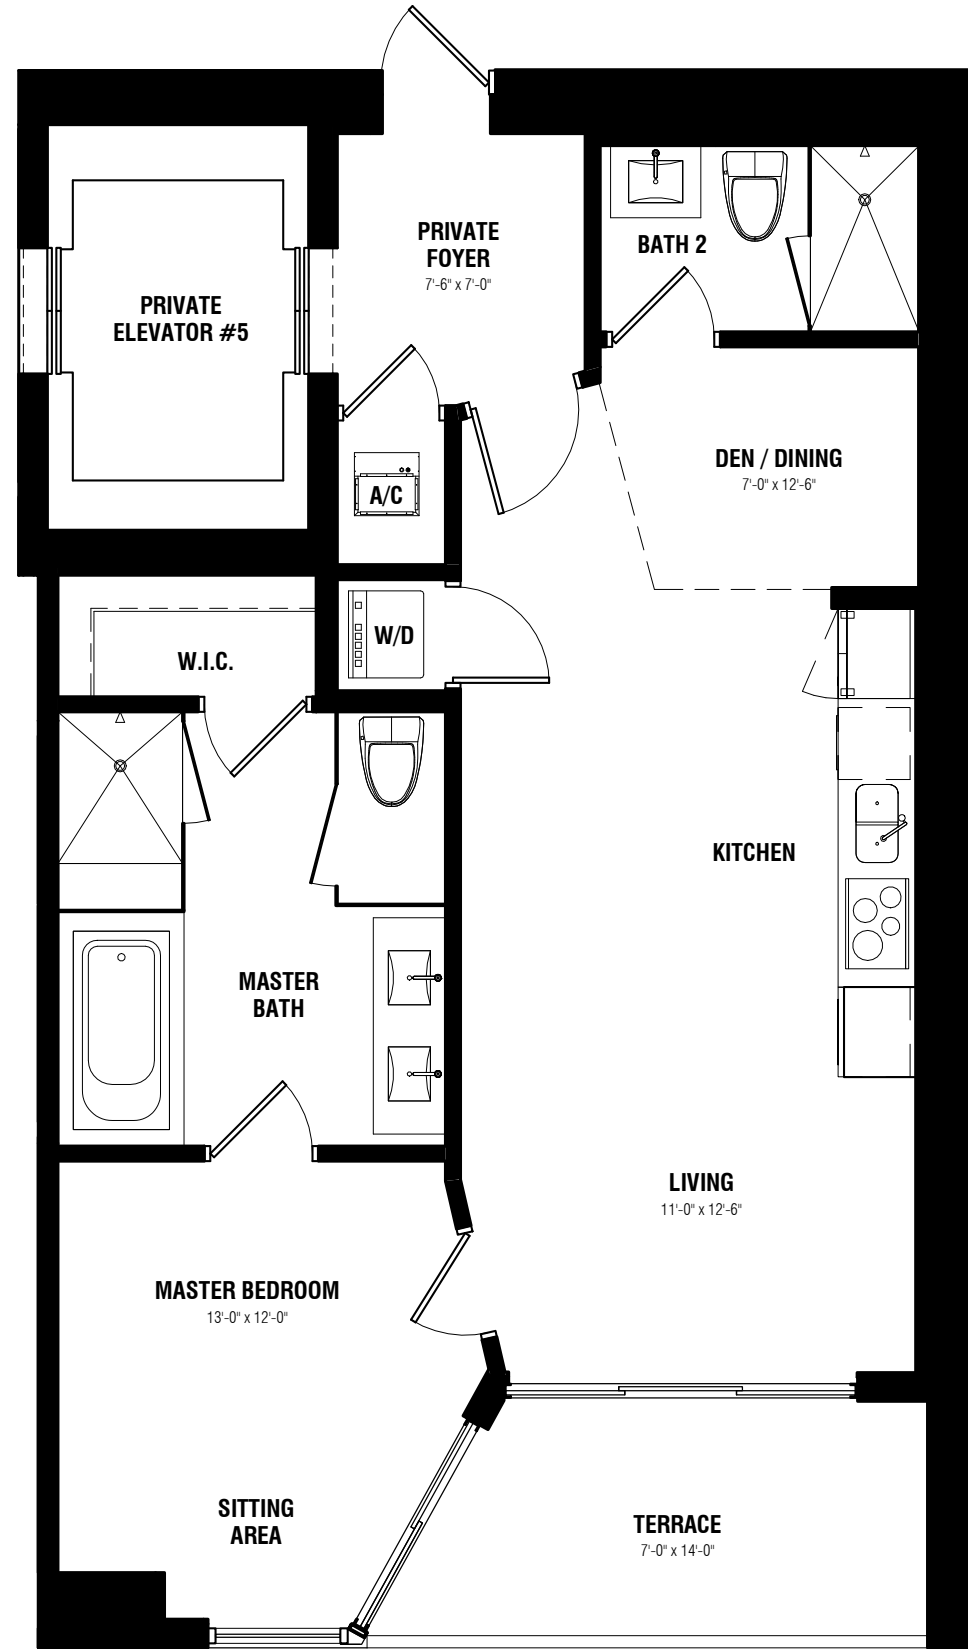 PRIVATE
FOYER
7'-6" x 7'-0"
BATH 2
PRIVATE
ELEVATOR #5
DEN / DINING
7'-0" x 12'-6"
A/C
W/D
W.I.C.
KITCHEN
MASTER
BATH
LIVING
11'-0" x 12'-6"
MASTER BEDROOM
13'-0" x 12'-0"
SITTING
AREA
TERRACE
7'-0" x 14'-0"